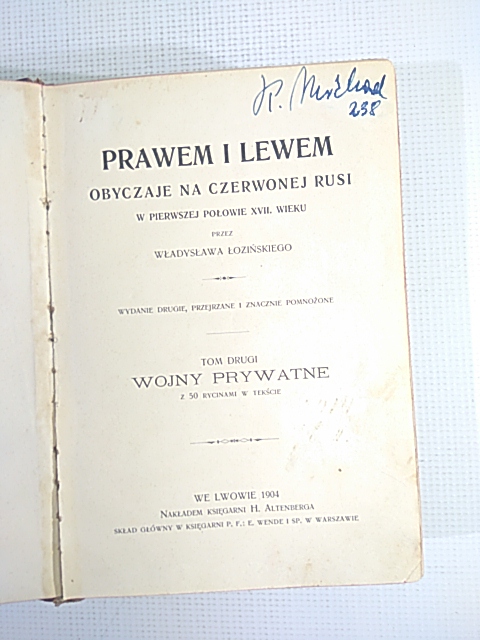 238
PRAWEM I LEWEM
OBYCZAJE NA CZERWONEJ RUSI
W PIERWSZEJ POŁOWIE XVII. WIEKU
PRZEZ
WŁADYSŁAWA ŁOZIŃSKIEGO
WYDANIE DRUGIE, PRZEJRZANE I ZNACZNIE POMNOŻONE
TOM DRUGI
WOJNY PRYWATNE
Z 50 RYCINAMI W TEKŚCIE
WE LWOWIE 1904
NAKŁADEM KSIĘGARNI H. ALTENBERGA
SKŁAD GŁÓWNY W KSIĘGARNI P. F.: E. WENDE I SP. W WARSZAWIE